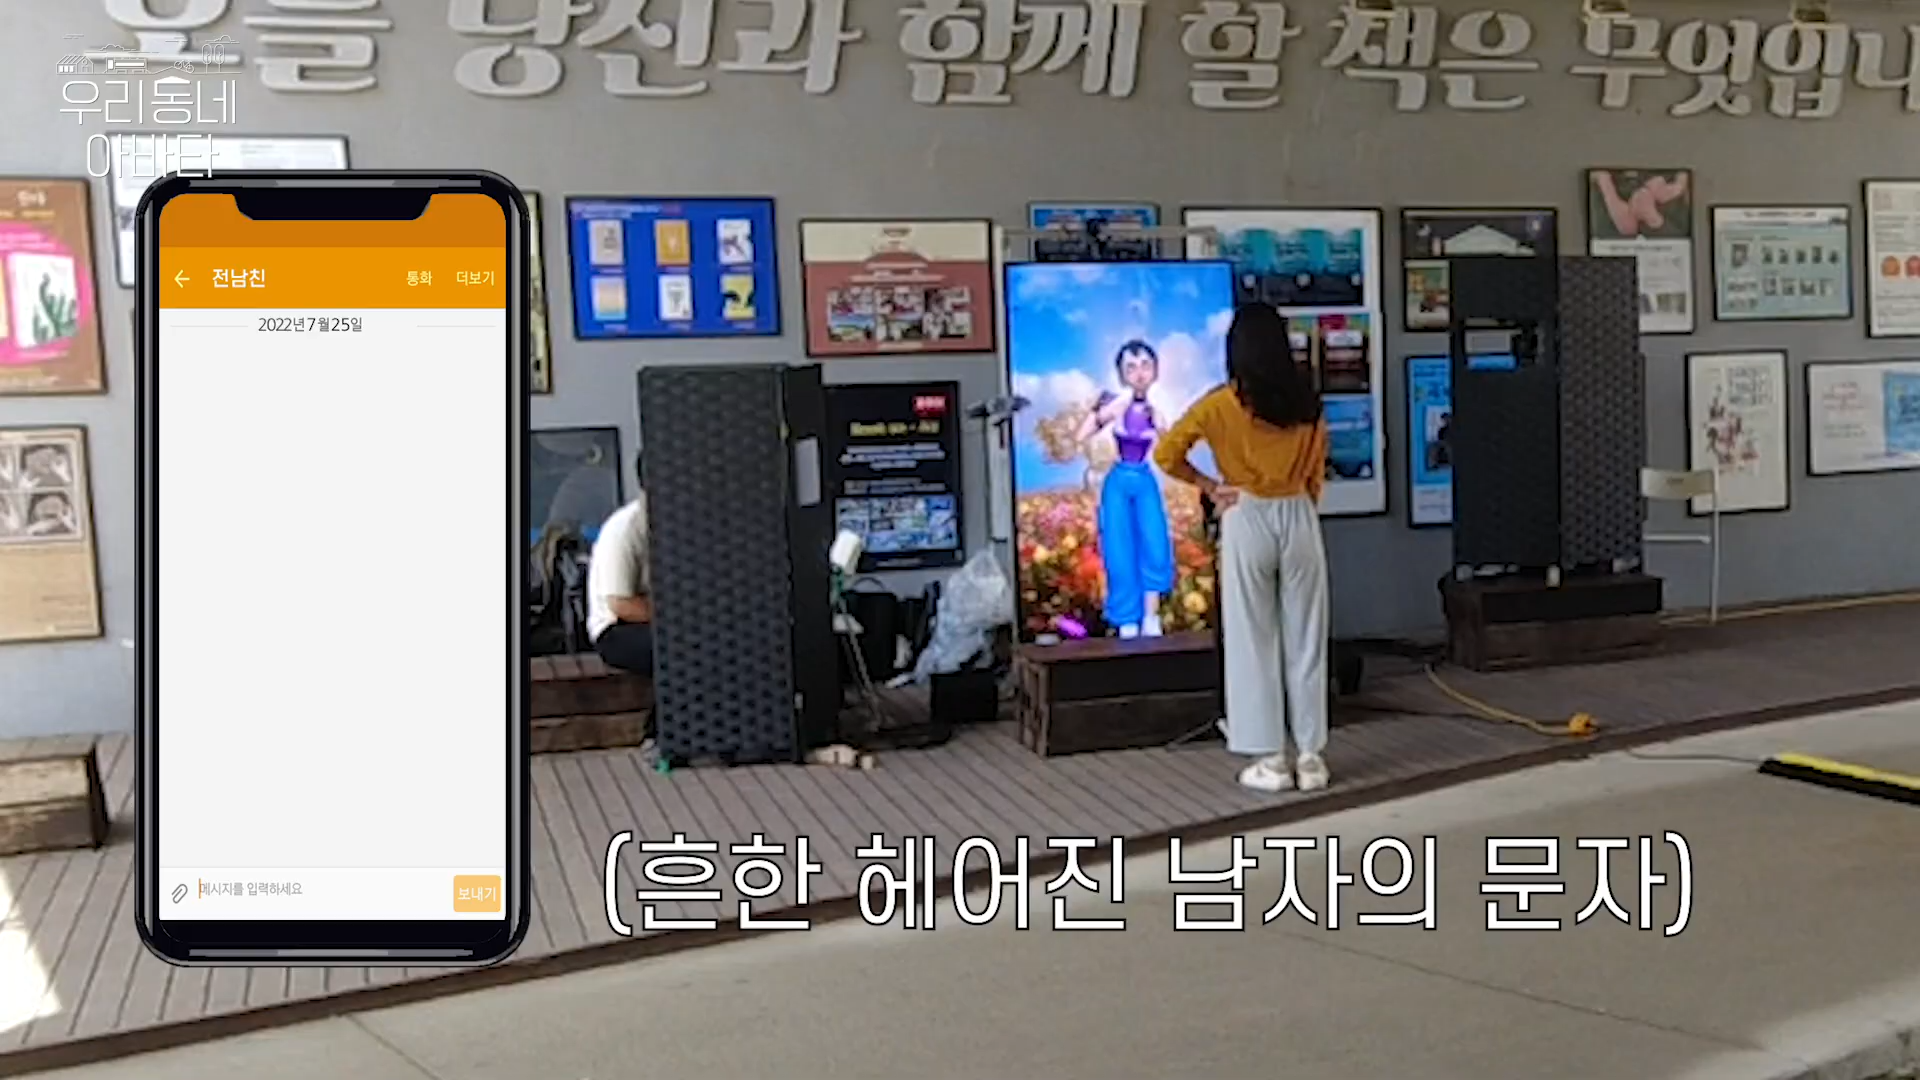 오늘 당신과 함께 할 책은 무엇입니
우리동네
아바타
전남친
통화
더보기
2022년7월25일
메시지를 입력하세요
보내기
(흔한 헤어진 남자의 문자)